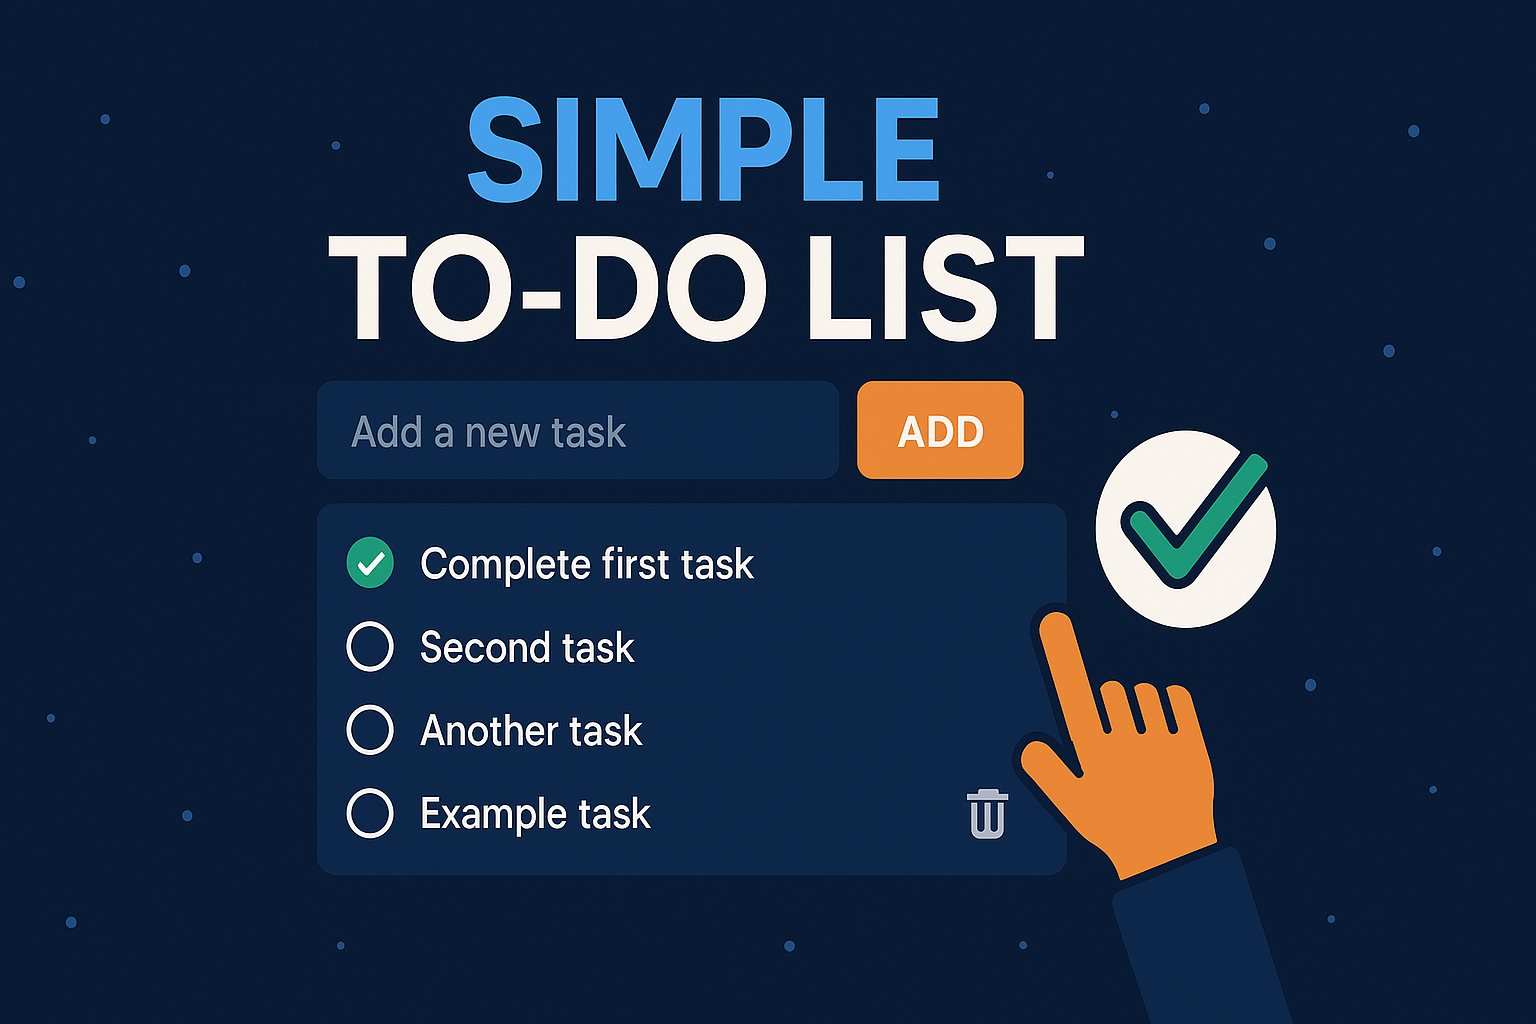 SIMPLE
TO-DO LIST
Add a new task
ADD
Complete first task
Second task
Another task
Example task